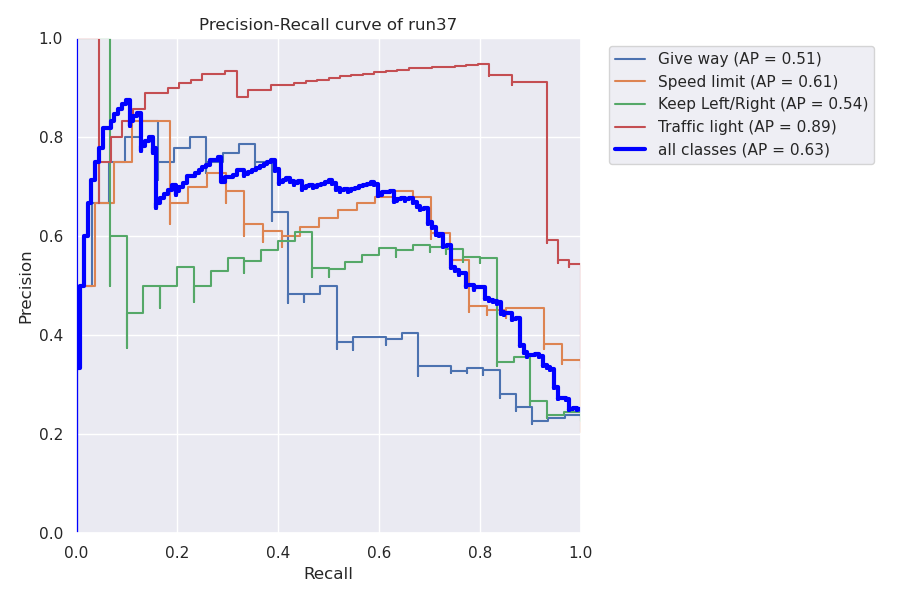 Precision-Recall curve of run37
Give way (AP = 0.51)
Speed limit (AP = 0.61)
Keep Left/Right (AP = 0.54)
Traffic light (AP = 0.89)
all classes (AP = 0.63)
1.0
0.8
0.6
0.4
0.2
0.0
Precision
0.0 0.2 0.4 0.6 0.8 1.0
Recall